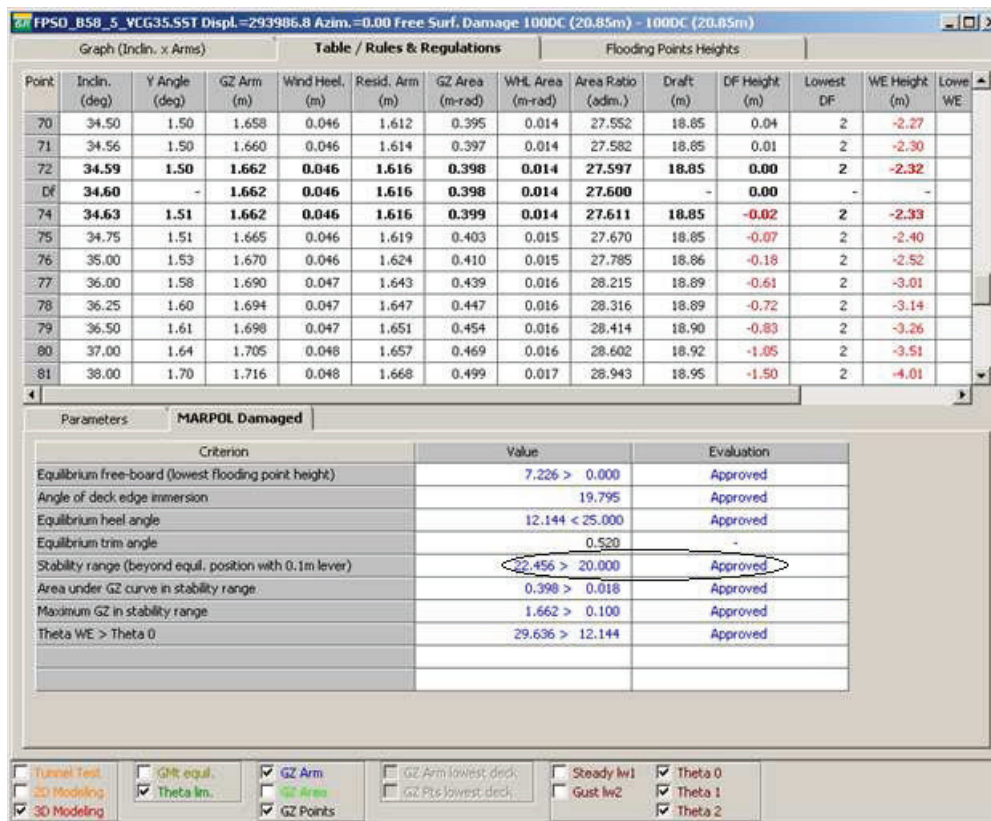 FPSO_B58_5_VCG35.SST Displ.=293986.8 Azim.=0.00 Free Surf. Damage 100DC (20.85m) - 100DC (20.85m)
Graph (Inclin. x Arms) Table / Rules & Regulations Flooding Points Heights
Point Inclin. Y Angle GZ Arm Wind Heel. Resid. Arm GZ Area WHL Area Area Ratio Draft DF Height Lowest WE Height Lowe
(deg) (deg) (m) (m) (m) (m-rad) (m-rad) (adim.) (m) (m) DF (m) WE
70 34.50 1.50 1.658 0.046 1.612 0.395 0.014 27.552 18.85 0.04 2 -2.27
71 34.56 1.50 1.660 0.046 1.614 0.397 0.014 27.582 18.85 0.01 2 -2.30
72 34.59 1.50 1.662 0.046 1.616 0.398 0.014 27.597 18.85 0.00 2 -2.32
Df 34.60 - 1.662 0.046 1.616 0.398 0.014 27.600 - 0.00 - -
74 34.63 1.51 1.662 0.046 1.616 0.399 0.014 27.611 18.85 -0.02 2 -2.33
75 34.75 1.51 1.665 0.046 1.619 0.403 0.015 27.670 18.85 -0.07 2 -2.40
76 35.00 1.53 1.670 0.046 1.624 0.410 0.015 27.785 18.86 -0.18 2 -2.52
77 36.00 1.58 1.690 0.047 1.643 0.439 0.016 28.215 18.89 -0.61 2 -3.01
78 36.25 1.60 1.694 0.047 1.647 0.447 0.016 28.316 18.89 -0.72 2 -3.14
79 36.50 1.61 1.698 0.047 1.651 0.454 0.016 28.414 18.90 -0.83 2 -3.26
80 37.00 1.64 1.705 0.048 1.657 0.469 0.016 28.602 18.92 -1.05 2 -3.51
81 38.00 1.70 1.716 0.048 1.668 0.499 0.017 28.943 18.95 -1.50 2 -4.01
Parameters MARPOL Damaged
Criterion Value Evaluation
Equilibrium free-board (lowest flooding point height) 7.226 > 0.000 Approved
Angle of deck edge immersion 19.795 Approved
Equilibrium heel angle 12.144 < 25.000 Approved
Equilibrium trim angle 0.520 -
Stability range (beyond equil. position with 0.1m lever) 22.456 > 20.000 Approved
Area under GZ curve in stability range 0.398 > 0.018 Approved
Maximum GZ in stability range 1.662 > 0.100 Approved
Theta WE > Theta 0 29.636 > 12.144 Approved
Tunnel Test GMt equil. GZ Arm GZ Arm lowest deck Steady lw1 Theta 0
2D Modeling Theta lim. GZ Area GZ Pts lowest deck Gust lw2 Theta 1
3D Modeling GZ Points Theta 2